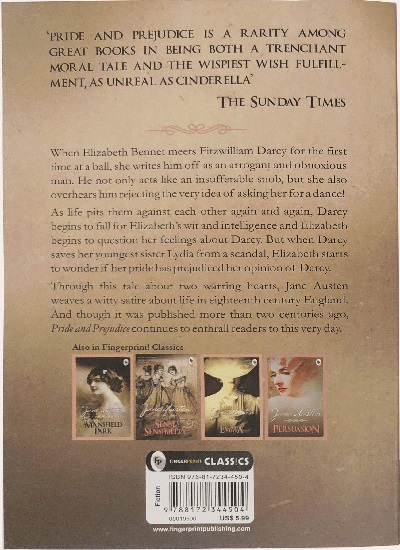 'PRIDE AND PREJUDICE IS A RARITY AMONG
GREAT BOOKS IN BEING BOTH A TRENCHANT
MORAL TALE AND THE WISPIEST WISH FULFILL-
MENT, AS UNREAL AS CINDERELLA'
THE SUNDAY TIMES
When Elizabeth Bennet meets Fitzwilliam Darcy for the first
time at a ball, she writes him off as an arrogant and obnoxious
man. He not only acts like an insufferable snob, but she also
overhears him rejecting the very idea of asking her for a dance!
As life pits them against each other again and again, Darcy
begins to fall for Elizabeth's wit and intelligence and Elizabeth
begins to question her feelings about Darcy. But when Darcy
saves her youngest sister Lydia from a scandal, Elizabeth starts
to wonder if her pride has prejudiced her opinion of Darcy.
Through this tale about two warring hearts, Jane Austen
weaves a witty satire about life in eighteenth century England.
And though it was published more than two centuries ago,
Pride and Prejudice continues to enthrall readers to this very day.
Also in Fingerprint! Classics
MANSFIELD PARK
Jane Austen
SENSE
SENSIBILITY
EMMA
Jane Austen
PERSUASION
FP FINGERPRINT! CLASSICS
Fiction
ISBN 978-81-7234-450-4
9 788172 344504
US$ 5.99
www.fingerprintpublishing.com